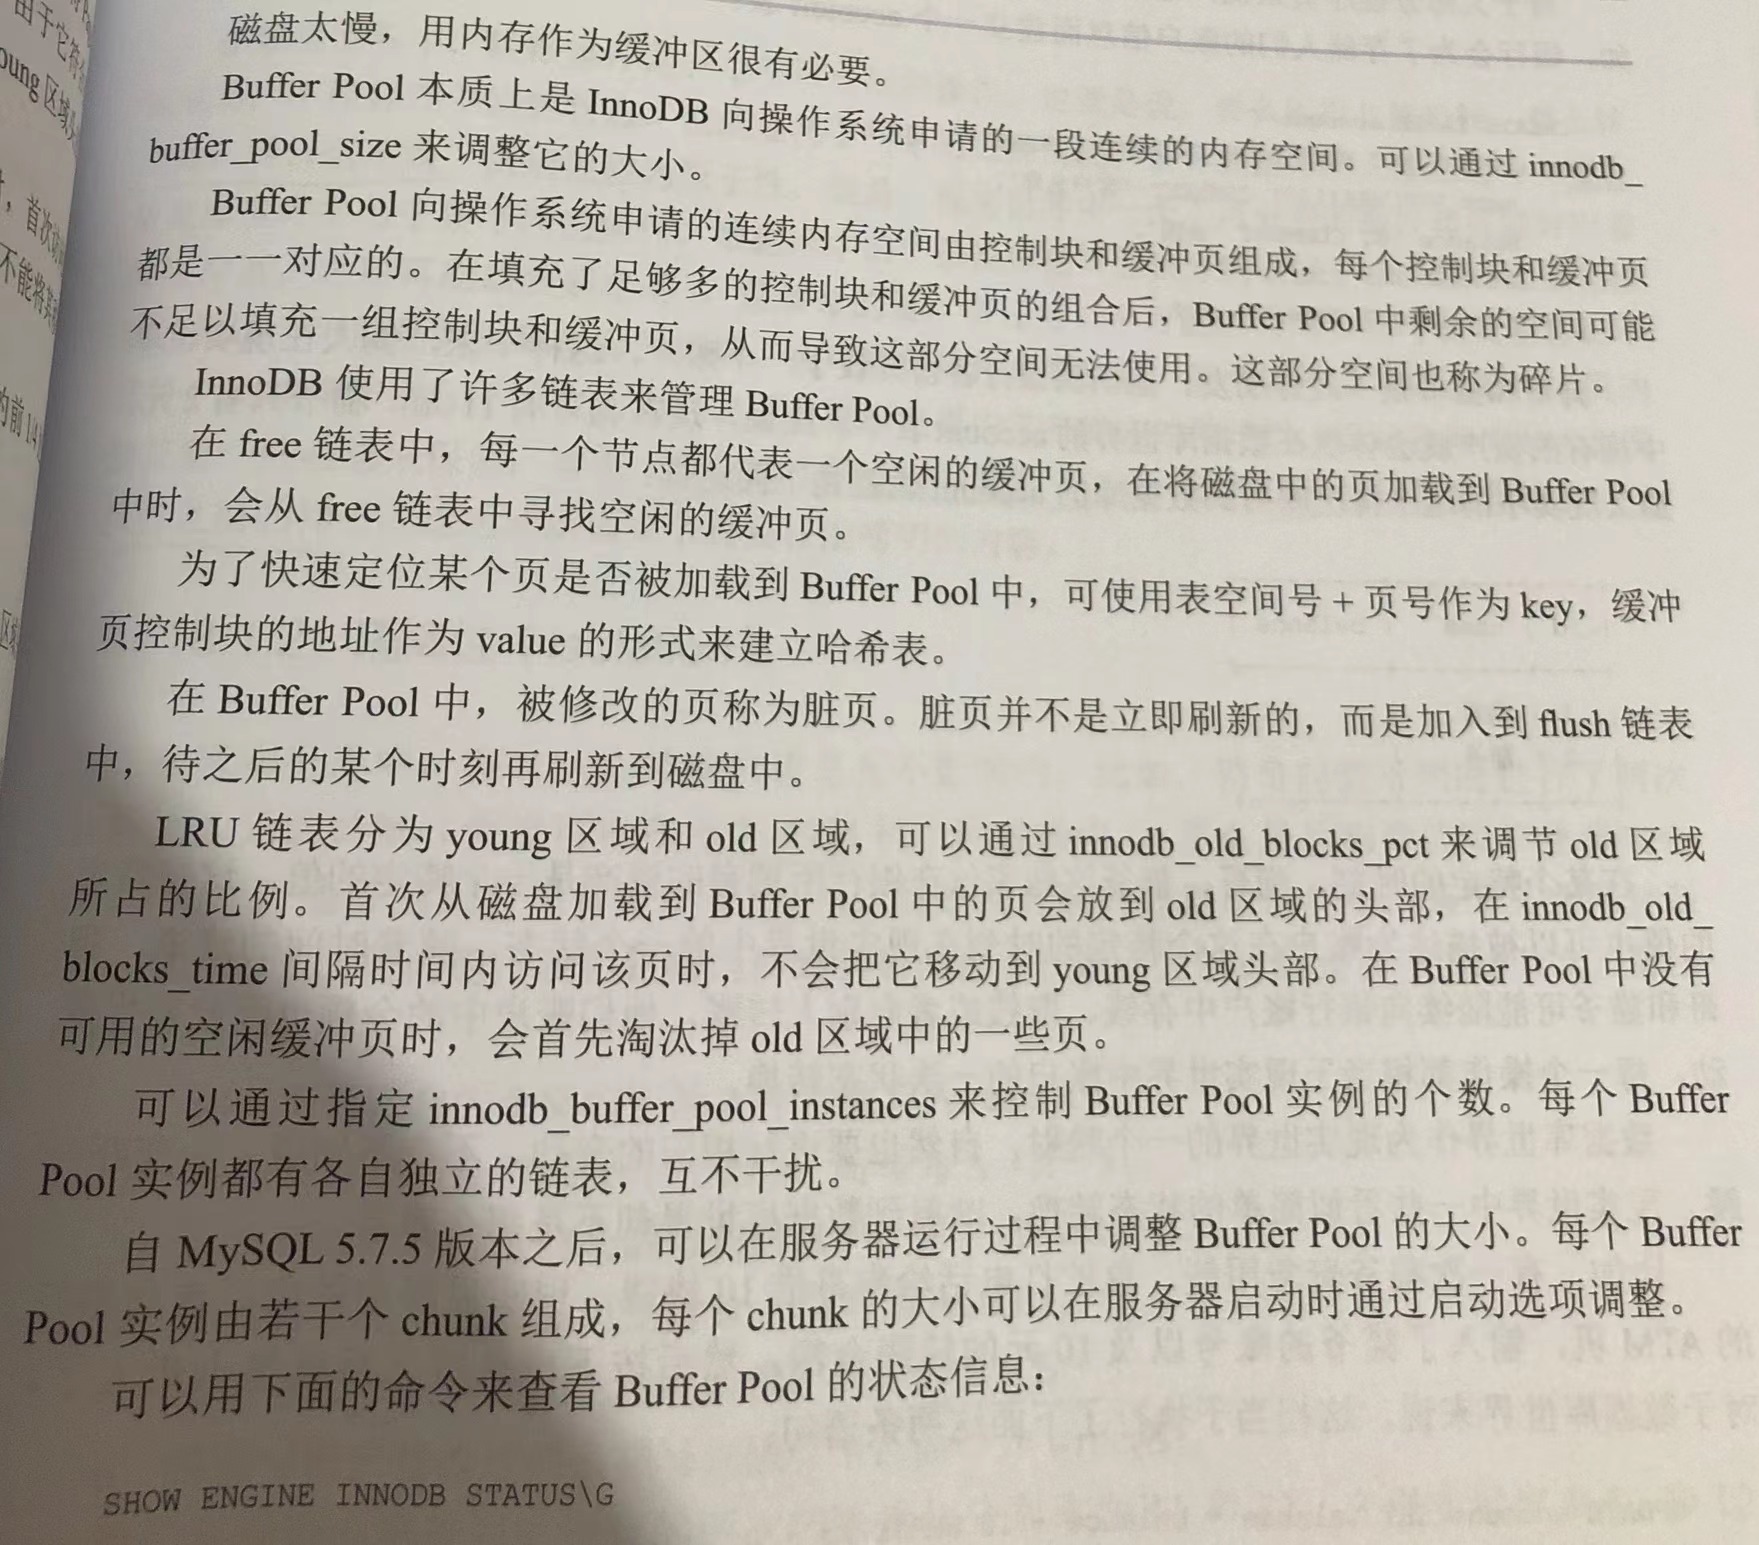 磁盘太慢，用内存作为缓冲区很有必要。
Buffer Pool 本质上是 InnoDB 向操作系统申请的一段连续的内存空间。可以通过 innodb_
buffer_pool_size 来调整它的大小。
Buffer Pool 向操作系统申请的连续内存空间由控制块和缓冲页组成，每个控制块和缓冲页
都是一一对应的。在填充了足够多的控制块和缓冲页的组合后，Buffer Pool 中剩余的空间可能
不足以填充一组控制块和缓冲页，从而导致这部分空间无法使用。这部分空间也称为碎片。
InnoDB 使用了许多链表来管理 Buffer Pool。
在 free 链表中，每一个节点都代表一个空闲的缓冲页，在将磁盘中的页加载到 Buffer Pool
中时，会从 free 链表中寻找空闲的缓冲页。
为了快速定位某个页是否被加载到 Buffer Pool 中，可使用表空间号 + 页号作为 key，缓冲
页控制块的地址作为 value 的形式来建立哈希表。
在 Buffer Pool 中，被修改的页称为脏页。脏页并不是立即刷新的，而是加入到 flush 链表
中，待之后的某个时刻再刷新到磁盘中。
LRU 链表分为 young 区域和 old 区域，可以通过 innodb_old_blocks_pct 来调节 old 区域
所占的比例。首次从磁盘加载到 Buffer Pool 中的页会放到 old 区域的头部，在 innodb_old_
blocks_time 间隔时间内访问该页时，不会把它移动到 young 区域头部。在 Buffer Pool 中没有
可用的空闲缓冲页时，会首先淘汰掉 old 区域中的一些页。
可以通过指定 innodb_buffer_pool_instances 来控制 Buffer Pool 实例的个数。每个 Buffer
Pool 实例都有各自独立的链表，互不干扰。
自 MySQL 5.7.5 版本之后，可以在服务器运行过程中调整 Buffer Pool 的大小。每个 Buffer
Pool 实例由若干个 chunk 组成，每个 chunk 的大小可以在服务器启动时通过启动选项调整。
可以用下面的命令来查看 Buffer Pool 的状态信息：
SHOW ENGINE INNODB STATUS\G